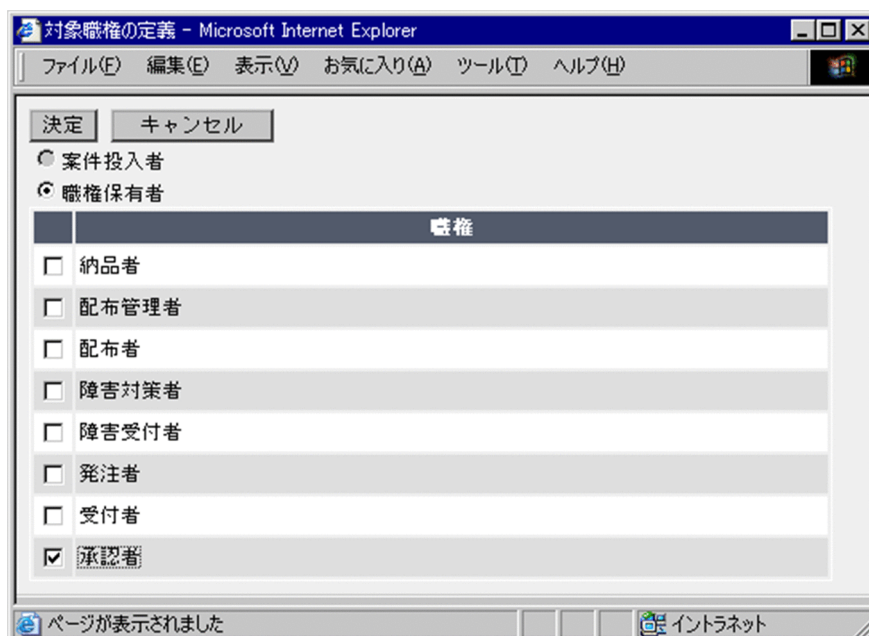 対象職権の定義 - Microsoft Internet Explorer
ファイル(F) 編集(E) 表示(V) お気に入り(A) ツール(T) ヘルプ(H)
決定 キャンセル
案件投入者
職権保有者
職権
納品者
配布管理者
配布者
障害対策者
障害受付者
発注者
受付者
承認者
ページが表示されました イントラネット